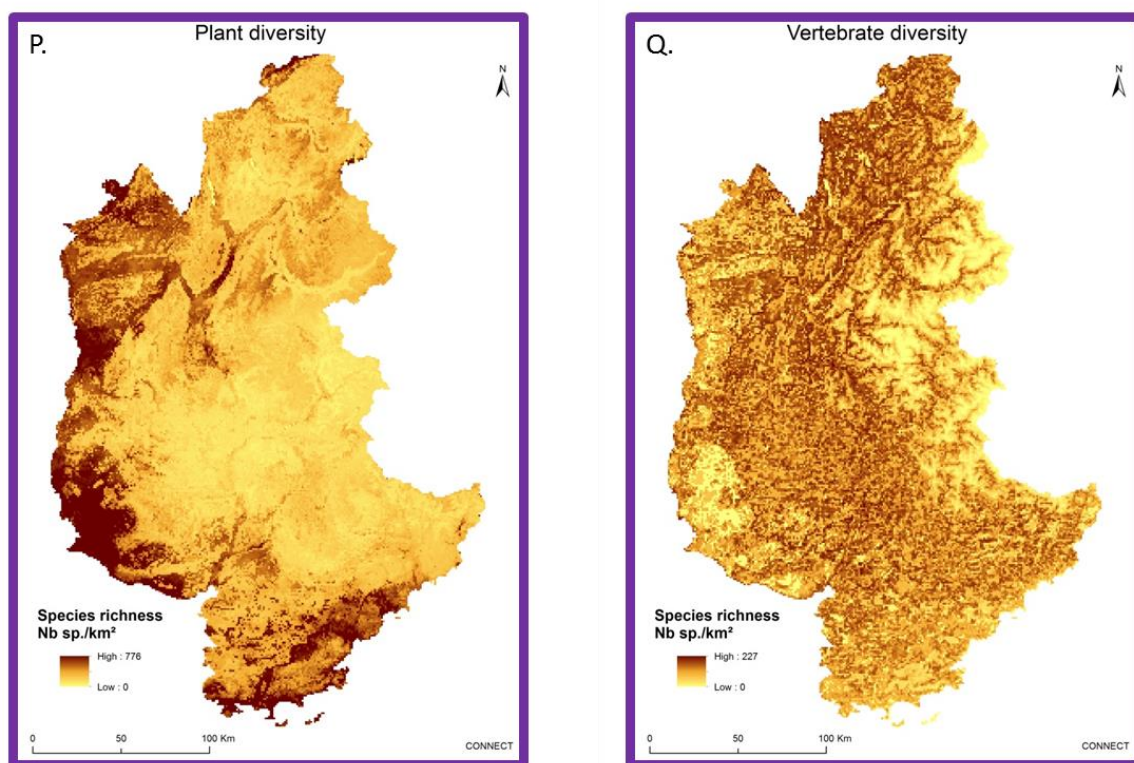 P.
Plant diversity
N
Species richness
Nb sp./km²
High : 776
Low : 0
0 50 100 Km
CONNECT
Q.
Vertebrate diversity
N
Species richness
Nb sp./km²
High : 227
Low : 0
0 50 100 Km
CONNECT